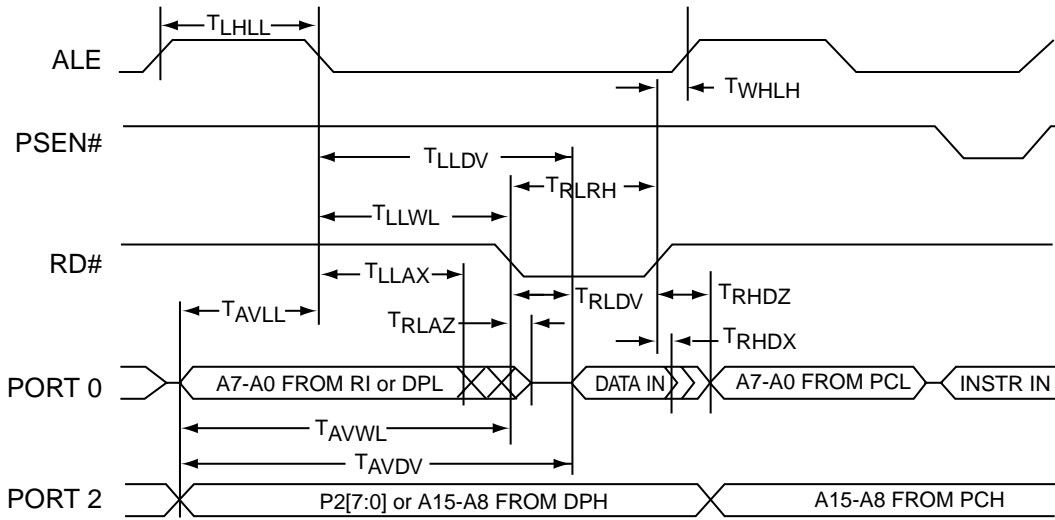 TLHLL
ALE
TWHLH
PSEN#
TLLDV
TRLRH
TLLWL
RD#
TLLAX
TAVLL
TRLDV
TRHDZ
TRLAZ
TRHDX
PORT 0
A7-A0 FROM RI or DPL
DATA IN
A7-A0 FROM PCL
INSTR IN
TAVWL
TAVDV
PORT 2
P2[7:0] or A15-A8 FROM DPH
A15-A8 FROM PCH